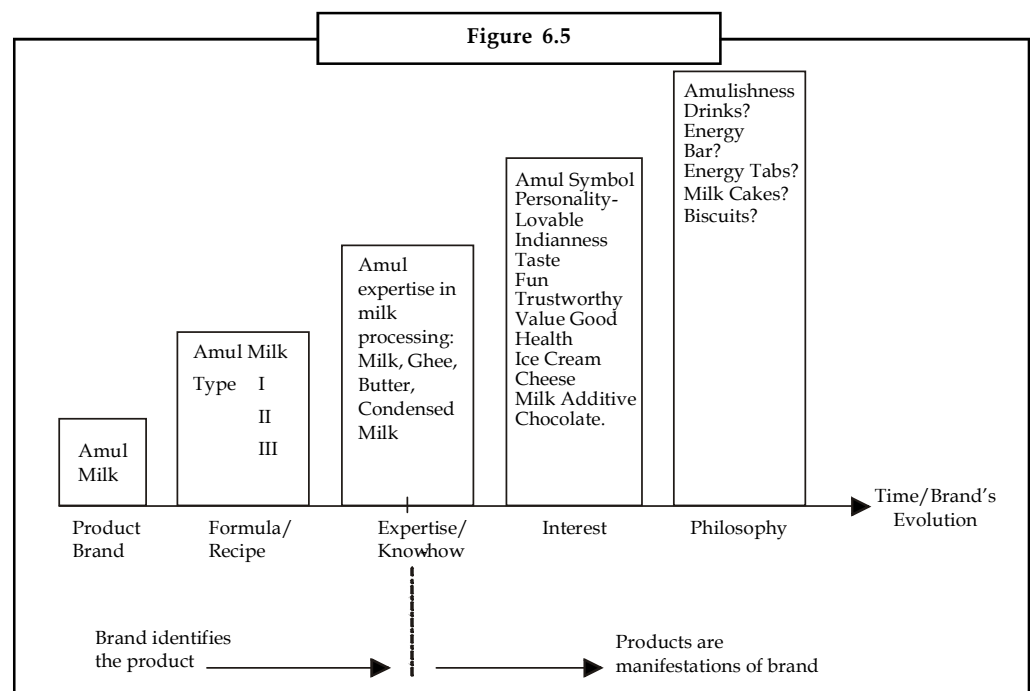 Figure 6.5
Amul
Milk
Amul Milk
Type I
II
III
Amul
expertise in
milk
processing:
Milk, Ghee,
Butter,
Condensed
Milk
Amul Symbol
Personality-
Lovable
Indianness
Taste
Fun
Trustworthy
Value Good
Health
Ice Cream
Cheese
Milk Additive
Chocolate.
Amulishness
Drinks?
Energy
Bar?
Energy Tabs?
Milk Cakes?
Biscuits?
Time/Brand's
Evolution
Product
Brand
Formula/
Recipe
Expertise/
Know-how
Interest
Philosophy
Brand identifies
the product
Products are
manifestations of brand